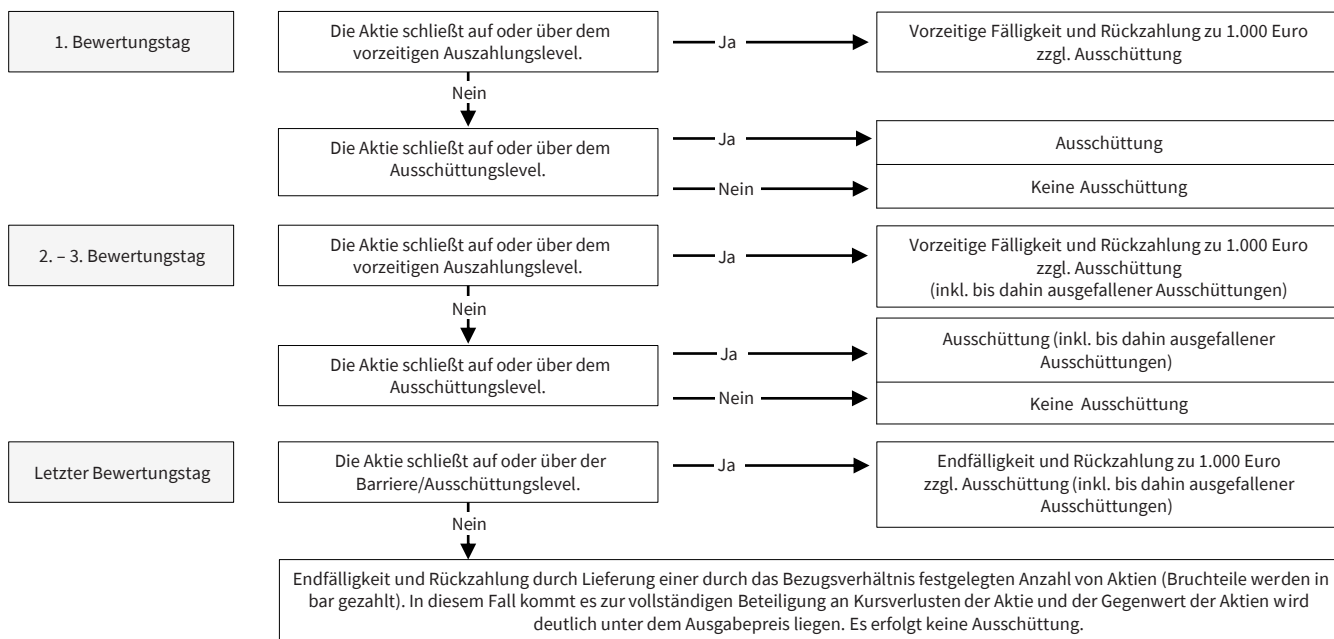 1. Bewertungstag
Die Aktie schließt auf oder über dem
vorzeitigen Auszahlungslevel.
Ja
Vorzeitige Fälligkeit und Rückzahlung zu 1.000 Euro
zzgl. Ausschüttung
Nein
Die Aktie schließt auf oder über dem
Ausschüttungslevel.
Ja
Ausschüttung
Nein
Keine Ausschüttung
2. – 3. Bewertungstag
Die Aktie schließt auf oder über dem
vorzeitigen Auszahlungslevel.
Ja
Vorzeitige Fälligkeit und Rückzahlung zu 1.000 Euro
zzgl. Ausschüttung
(inkl. bis dahin ausgefallener Ausschüttungen)
Nein
Die Aktie schließt auf oder über dem
Ausschüttungslevel.
Ja
Ausschüttung (inkl. bis dahin ausgefallener
Ausschüttungen)
Nein
Keine Ausschüttung
Letzter Bewertungstag
Die Aktie schließt auf oder über der
Barriere/Ausschüttungslevel.
Ja
Endfälligkeit und Rückzahlung zu 1.000 Euro
zzgl. Ausschüttung (inkl. bis dahin ausgefallener
Ausschüttungen)
Nein
Endfälligkeit und Rückzahlung durch Lieferung einer durch das Bezugsverhältnis festgelegten Anzahl von Aktien (Bruchteile werden in
bar gezahlt). In diesem Fall kommt es zur vollständigen Beteiligung an Kursverlusten der Aktie und der Gegenwert der Aktien wird
deutlich unter dem Ausgabepreis liegen. Es erfolgt keine Ausschüttung.